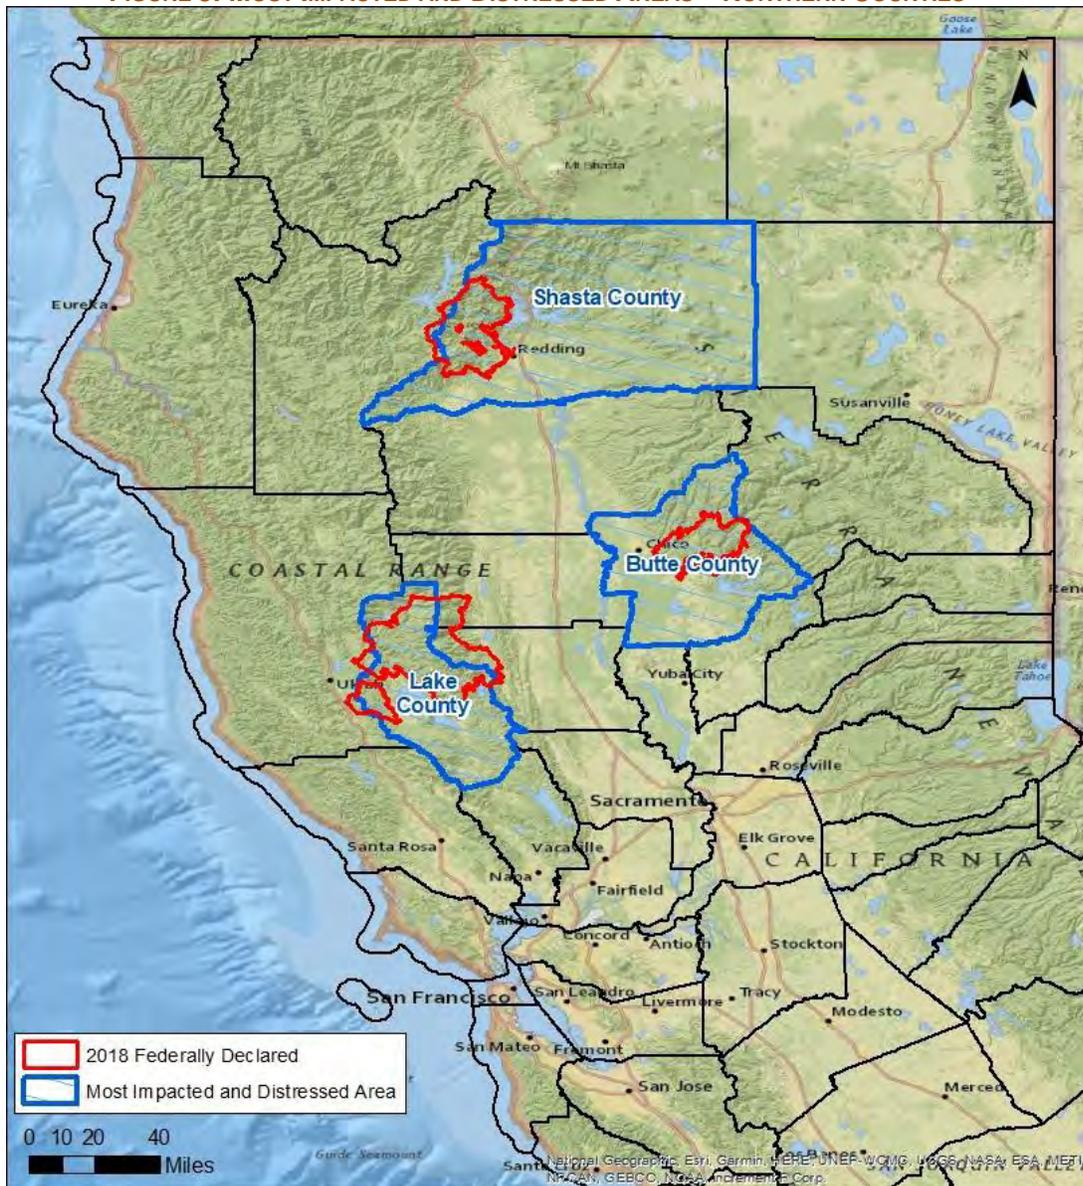 Goose
Lake
N
Mt Shasta
Eureka
Shasta County
Redding
Susanville
HONEY LAKE VALLEY
Chico
Butte County
COASTAL RANGE
Lake
County
Yuba City
Lake
Tahoe
Roseville
Sacramento
Elk Grove
CALIFORNIA
Santa Rosa
Vacaville
Napa
Fairfield
Vallejo
Concord
Antioch
Stockton
San Francisco
San Leandro
Livermore
Tracy
Modesto
San Mateo
Fremont
San Jose
Merced
2018 Federally Declared
Most Impacted and Distressed Area
0 10 20 40
Miles
Guide Seamount
National Geographic, Esri, Garmin, HERE, UNEP-WCMC, USGS, NASA, ESA, METI,
NRCAN, GEBCO, NOAA, increment P Corp.